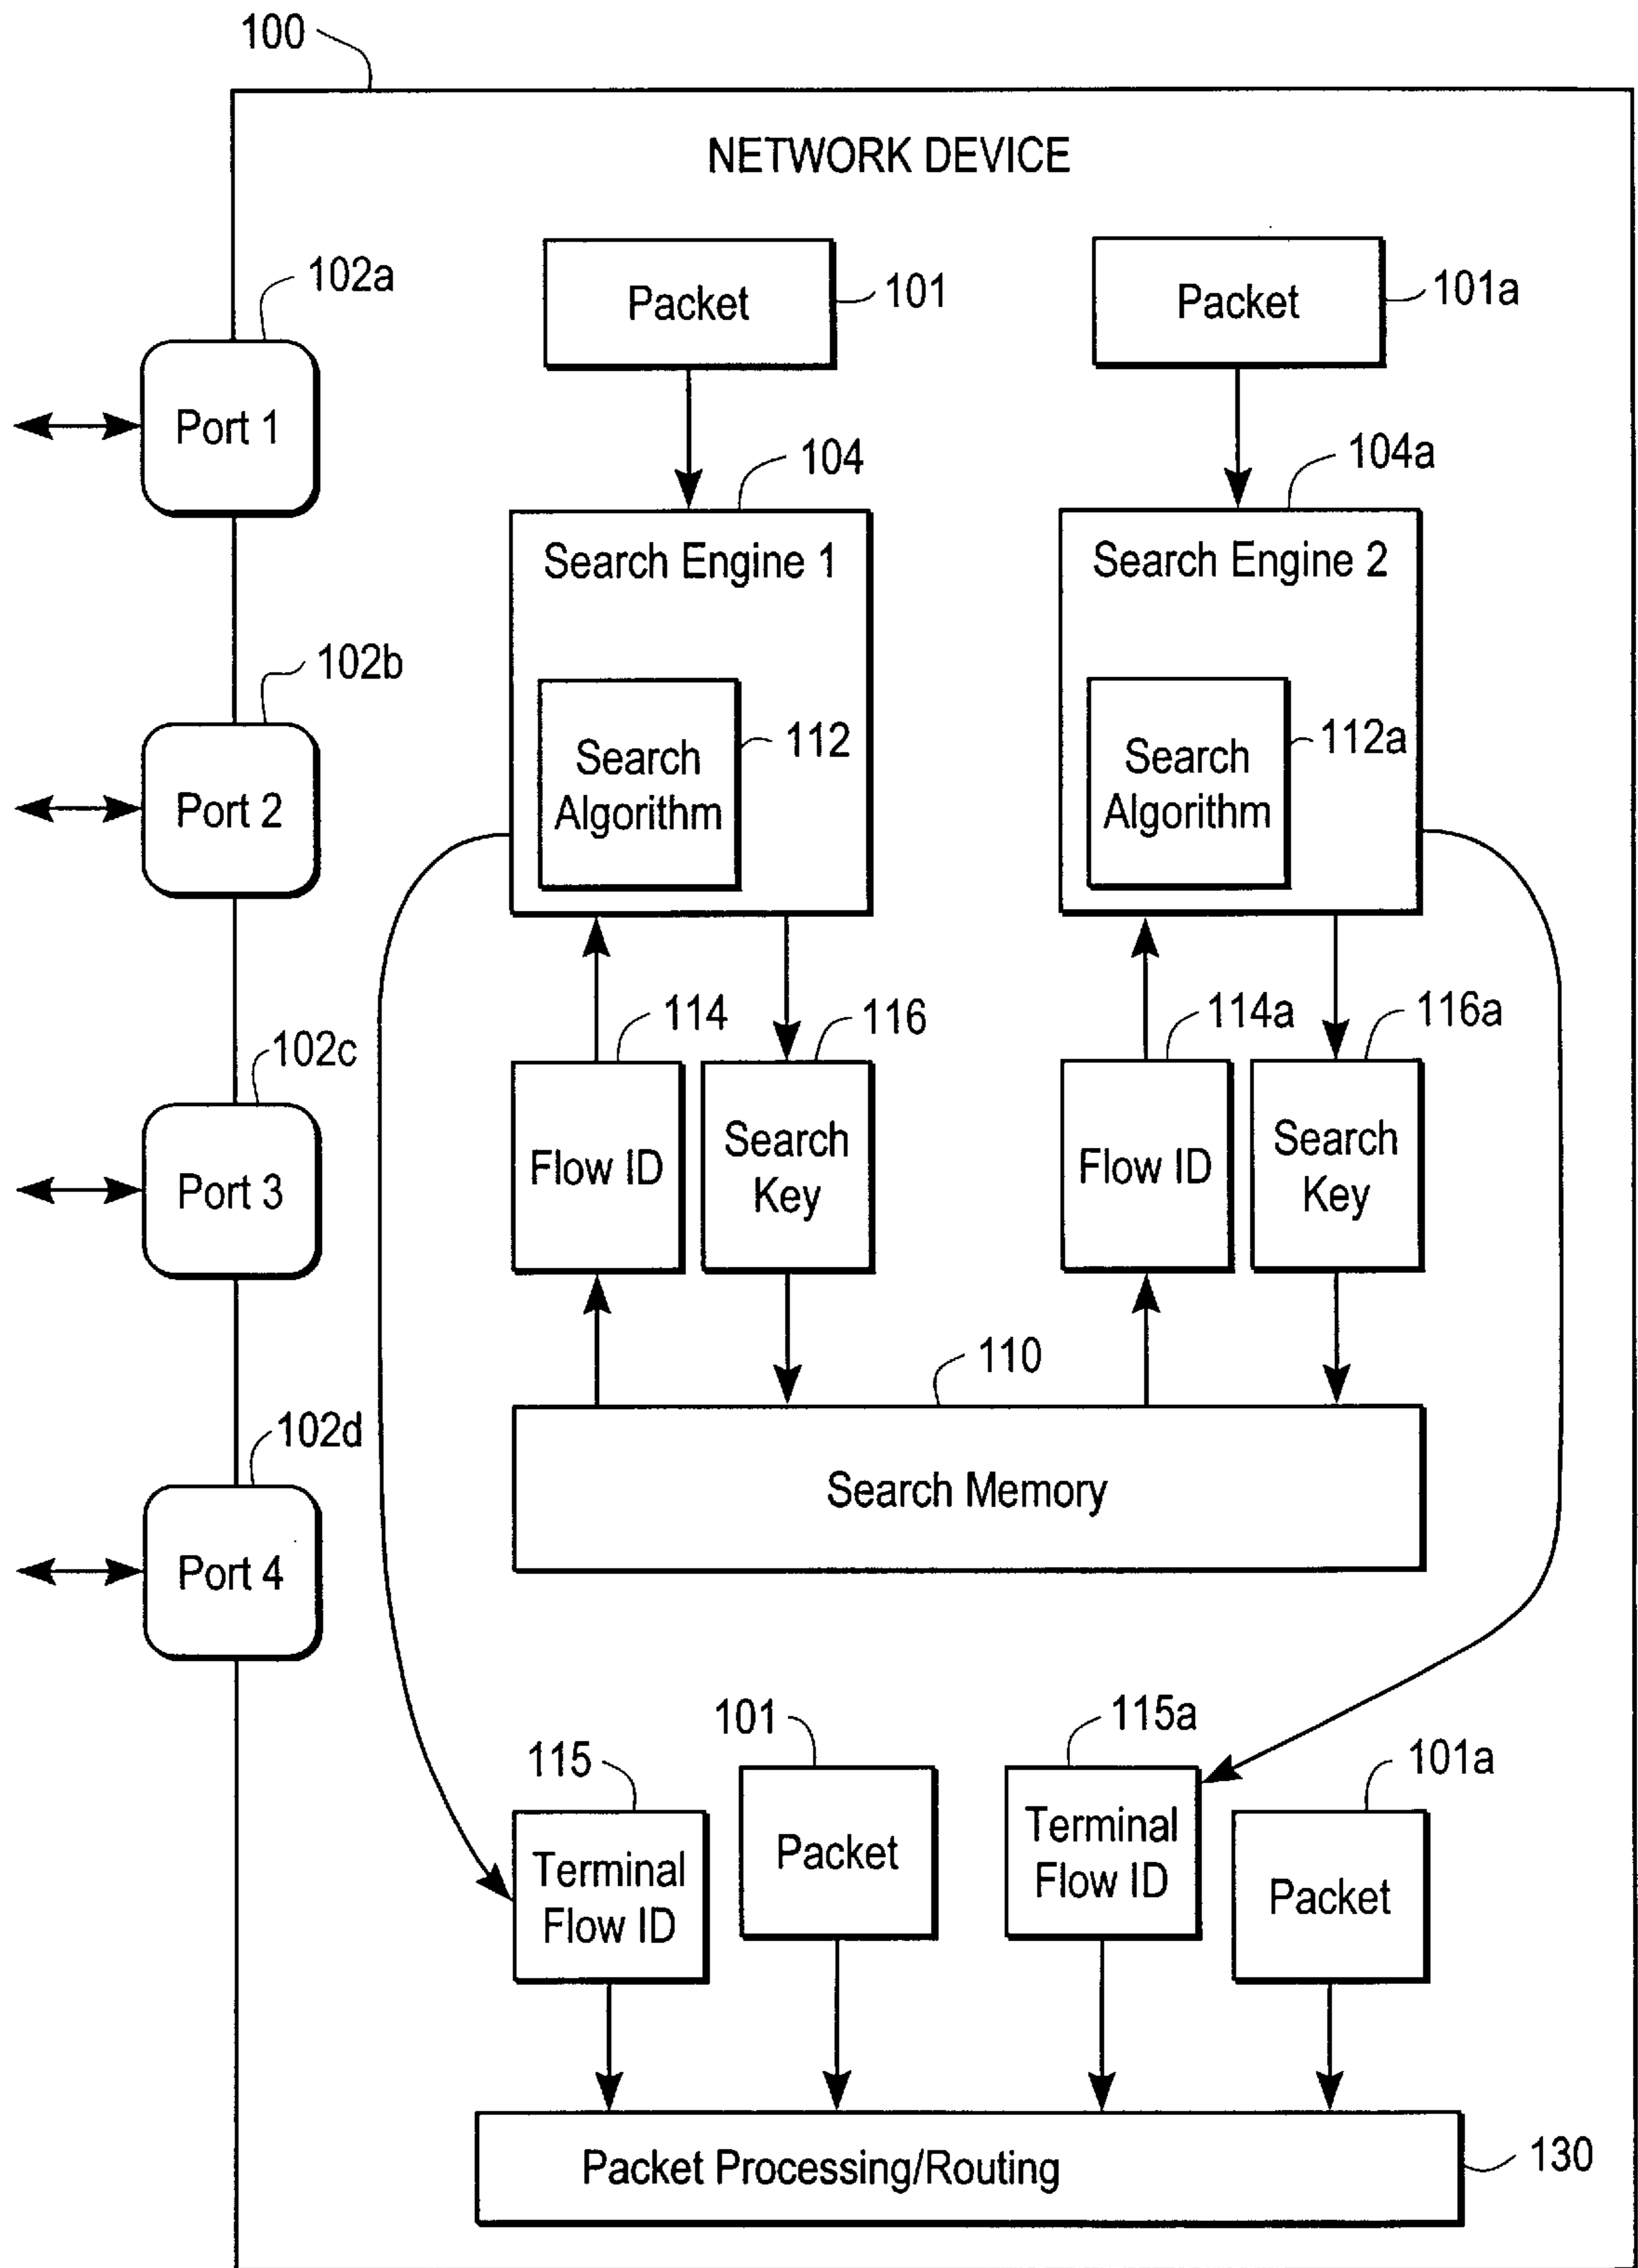 100
NETWORK DEVICE
102a
Packet
101
Packet
101a
Port 1
104
104a
Search Engine 1
Search Engine 2
102b
Search
Algorithm
112
Search
Algorithm
112a
Port 2
114
116
114a
116a
102c
Flow ID
Search
Key
Flow ID
Search
Key
Port 3
110
102d
Search Memory
Port 4
115
101
115a
101a
Terminal
Flow ID
Packet
Terminal
Flow ID
Packet
Packet Processing/Routing
130